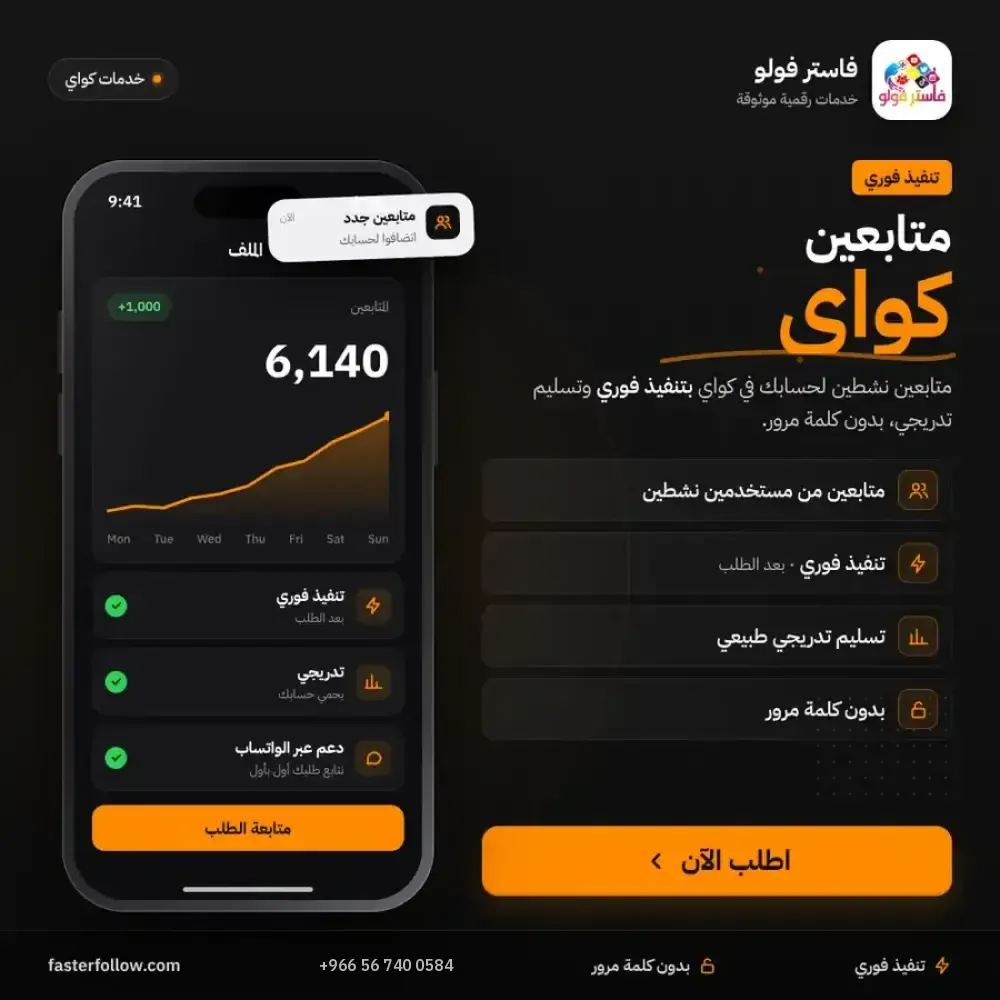 فاستر فولو
خدمات رقمية موثوقة
فاستر فولو
خدمات كواي
تنفيذ فوري
متابعين
كواي
متابعين نشطين لحسابك في كواي بتنفيذ فوري وتسليم
تدريجي، بدون كلمة مرور.
متابعين من مستخدمين نشطين
تنفيذ فوري · بعد الطلب
تسليم تدريجي طبيعي
بدون كلمة مرور
اطلب الآن ‹
9:41
متابعين جدد
الآن
انضافوا لحسابك
الملف
المتابعين
+1,000
6,140
Mon Tue Wed Thu Fri Sat Sun
تنفيذ فوري
بعد الطلب
تدريجي
يحمي حسابك
دعم عبر الواتساب
نتابع طلبك أول بأول
متابعة الطلب
تنفيذ فوري
بدون كلمة مرور
+966 56 740 0584
fasterfollow.com